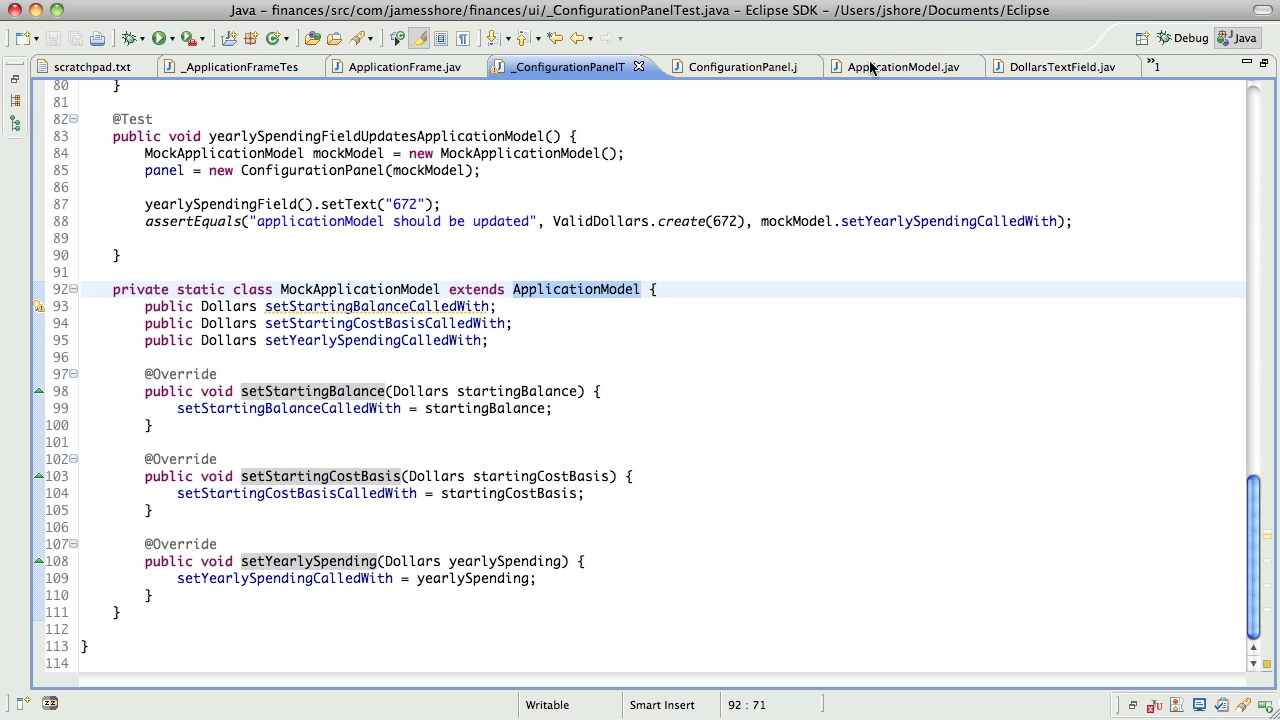 Java - finances/src/com/jamesshore/finances/ui/_ConfigurationPanelTest.java - Eclipse SDK - /Users/jshore/Documents/Eclipse
Debug Java
scratchpad.txt _ApplicationFrameTes ApplicationFrame.jav _ConfigurationPanelT ConfigurationPanel.j ApplicationModel.jav DollarsTextField.jav »1
80 }
81
82 @Test
83 public void yearlySpendingFieldUpdatesApplicationModel() {
84 MockApplicationModel mockModel = new MockApplicationModel();
85 panel = new ConfigurationPanel(mockModel);
86
87 yearlySpendingField().setText("672");
88 assertEquals("applicationModel should be updated", ValidDollars.create(672), mockModel.setYearlySpendingCalledWith);
89
90 }
91
92 private static class MockApplicationModel extends ApplicationModel {
93 public Dollars setStartingBalanceCalledWith;
94 public Dollars setStartingCostBasisCalledWith;
95 public Dollars setYearlySpendingCalledWith;
96
97 @Override
98 public void setStartingBalance(Dollars startingBalance) {
99 setStartingBalanceCalledWith = startingBalance;
100 }
101
102 @Override
103 public void setStartingCostBasis(Dollars startingCostBasis) {
104 setStartingCostBasisCalledWith = startingCostBasis;
105 }
106
107 @Override
108 public void setYearlySpending(Dollars yearlySpending) {
109 setYearlySpendingCalledWith = yearlySpending;
110 }
111 }
112
113 }
114
Writable Smart Insert 92 : 71